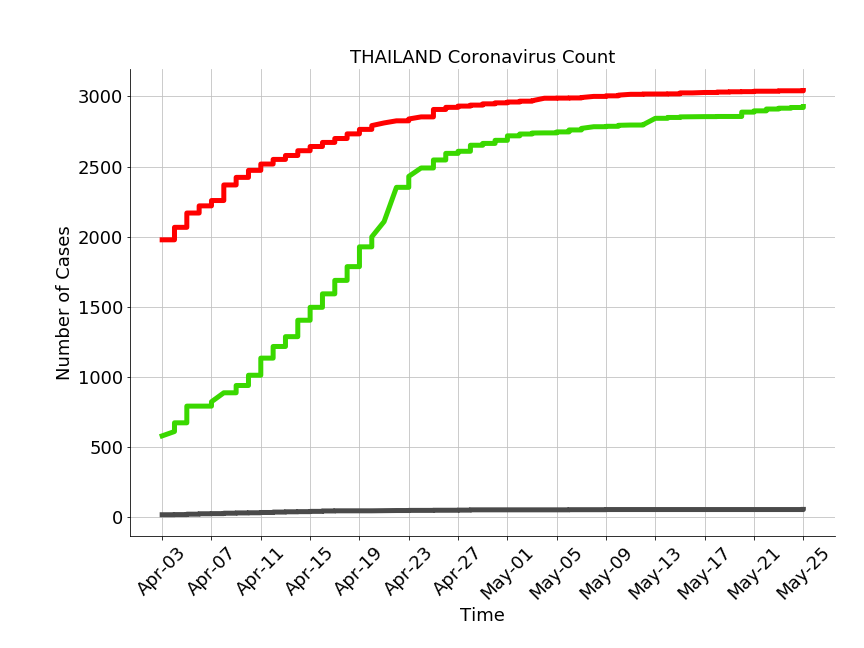 THAILAND Coronavirus Count
Number of Cases
3000
2500
2000
1500
1000
500
0
Apr-03
Apr-07
Apr-11
Apr-15
Apr-19
Apr-23
Apr-27
May-01
May-05
May-09
May-13
May-17
May-21
May-25
Time